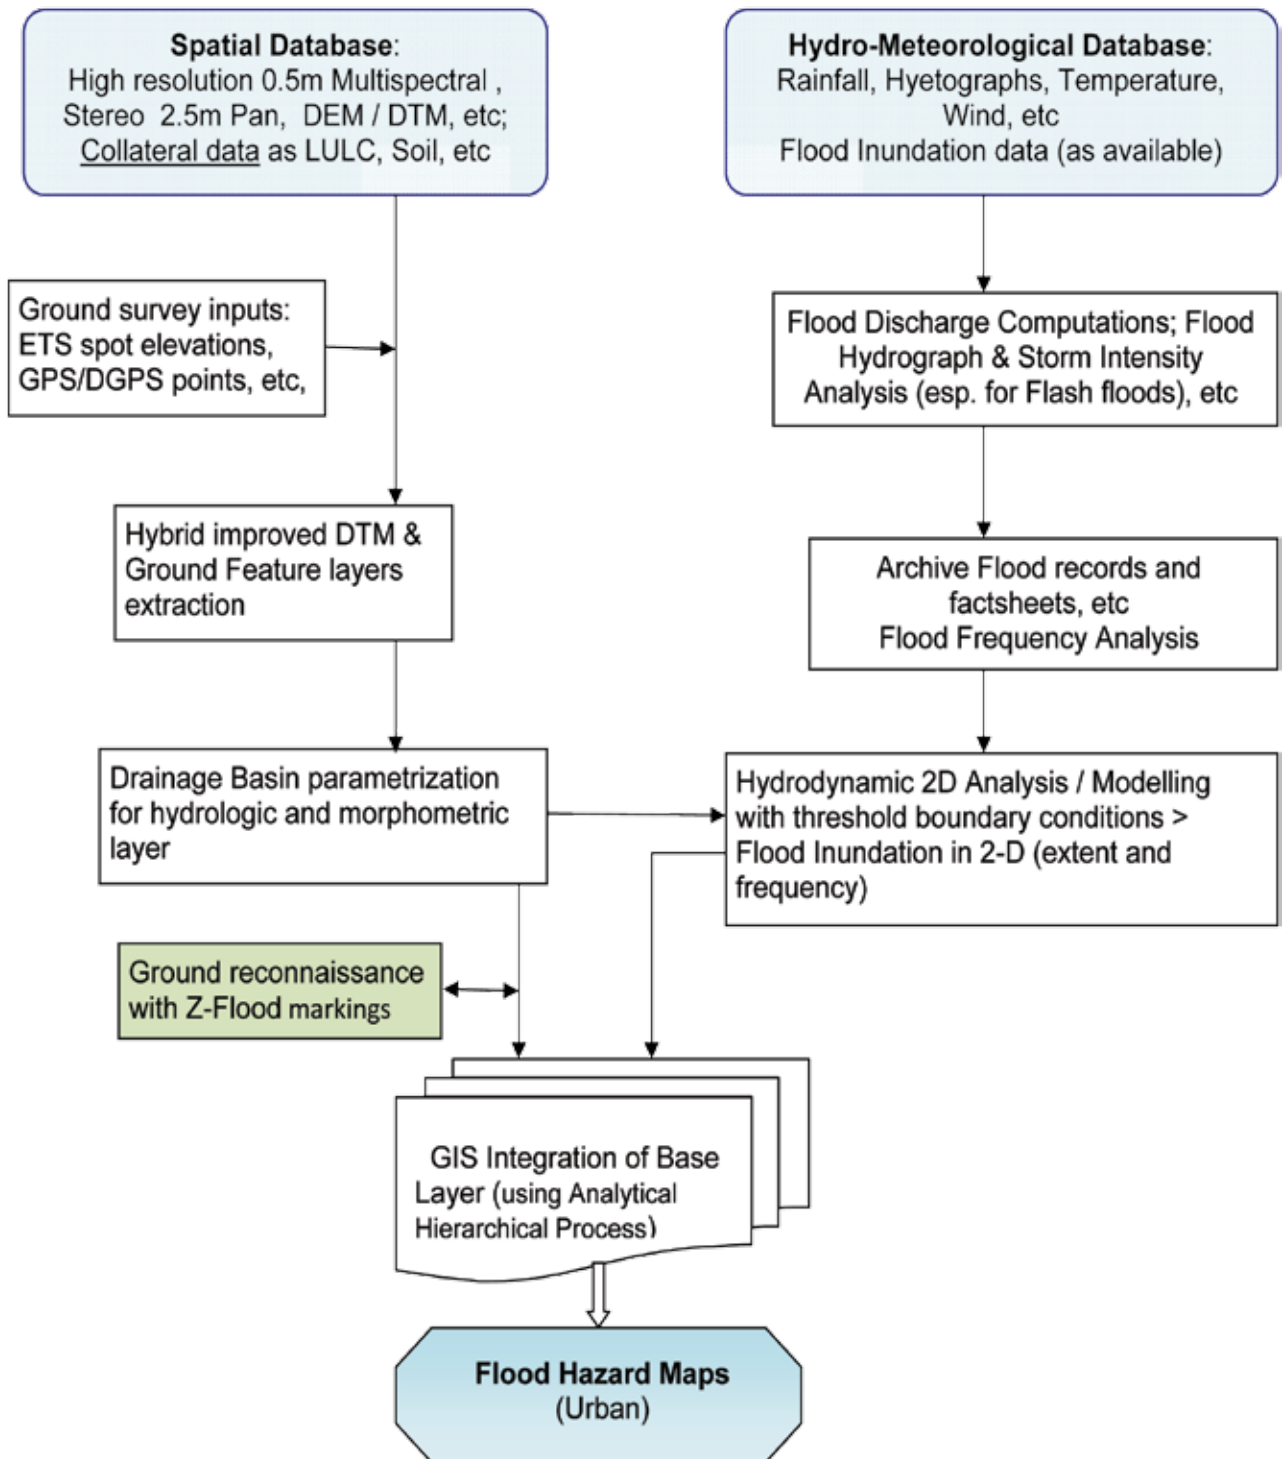 Spatial Database:
High resolution 0.5m Multispectral ,
Stereo 2.5m Pan, DEM / DTM, etc;
Collateral data as LULC, Soil, etc
Hydro-Meteorological Database:
Rainfall, Hyetographs, Temperature,
Wind, etc
Flood Inundation data (as available)
Ground survey inputs:
ETS spot elevations,
GPS/DGPS points, etc,
Flood Discharge Computations; Flood
Hydrograph & Storm Intensity
Analysis (esp. for Flash floods), etc
Hybrid improved DTM &
Ground Feature layers
extraction
Archive Flood records and
factsheets, etc
Flood Frequency Analysis
Drainage Basin parametrization
for hydrologic and morphometric
layer
Hydrodynamic 2D Analysis / Modelling
with threshold boundary conditions >
Flood Inundation in 2-D (extent and
frequency)
Ground reconnaissance
with Z-Flood markings
GIS Integration of Base
Layer (using Analytical
Hierarchical Process)
Flood Hazard Maps
(Urban)